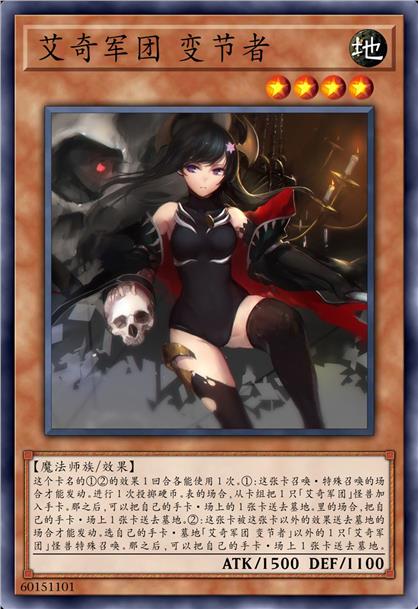 艾奇军团 变节者
地
【魔法师族/效果】
这个卡名的①②的效果1回合各能使用1次。①:这张卡召唤・特殊召唤的场
合才能发动。进行1次投掷硬币。表的场合，从卡组把1只「艾奇军团」怪兽加
入手卡。那之后，可以把自己的手卡・场上的1张卡送去墓地。里的场合，把自
己的手卡・场上1张卡送去墓地。②:这张卡被这张卡以外的效果送去墓地的
场合才能发动。选自己的手卡・墓地「艾奇军团 变节者」以外的1只「艾奇军
团」怪兽特殊召唤。那之后，可以把自己的手卡・场上1张卡送去墓地。
ATK/1500 DEF/1100
60151101